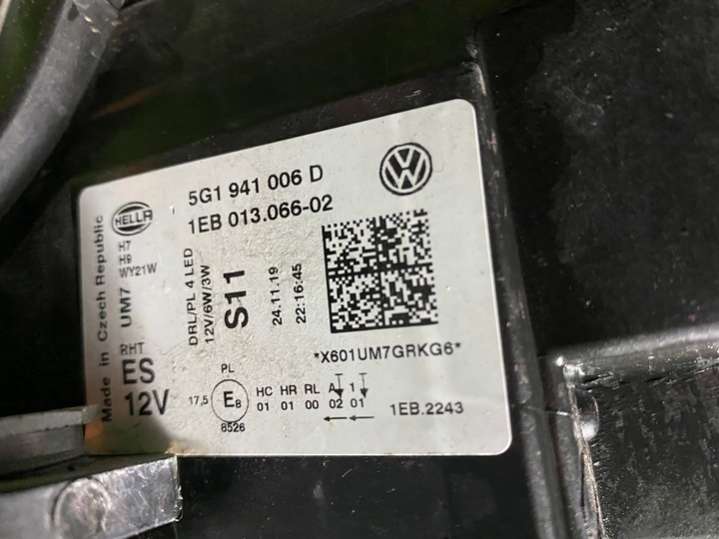 5G1 941 006 D
1EB 013.066-02
HELLA
Made in Czech Republic
H7
H9
WY21W
UM7
RHT
ES
12V
DRL/PL 4 LED
12V/6W/3W
S11
24.11.19
22:16:45
*X601UM7GRKG6*
PL
17,5
E8
6526
HC HR RL A 1
01 01 00 02 01
1EB.2243